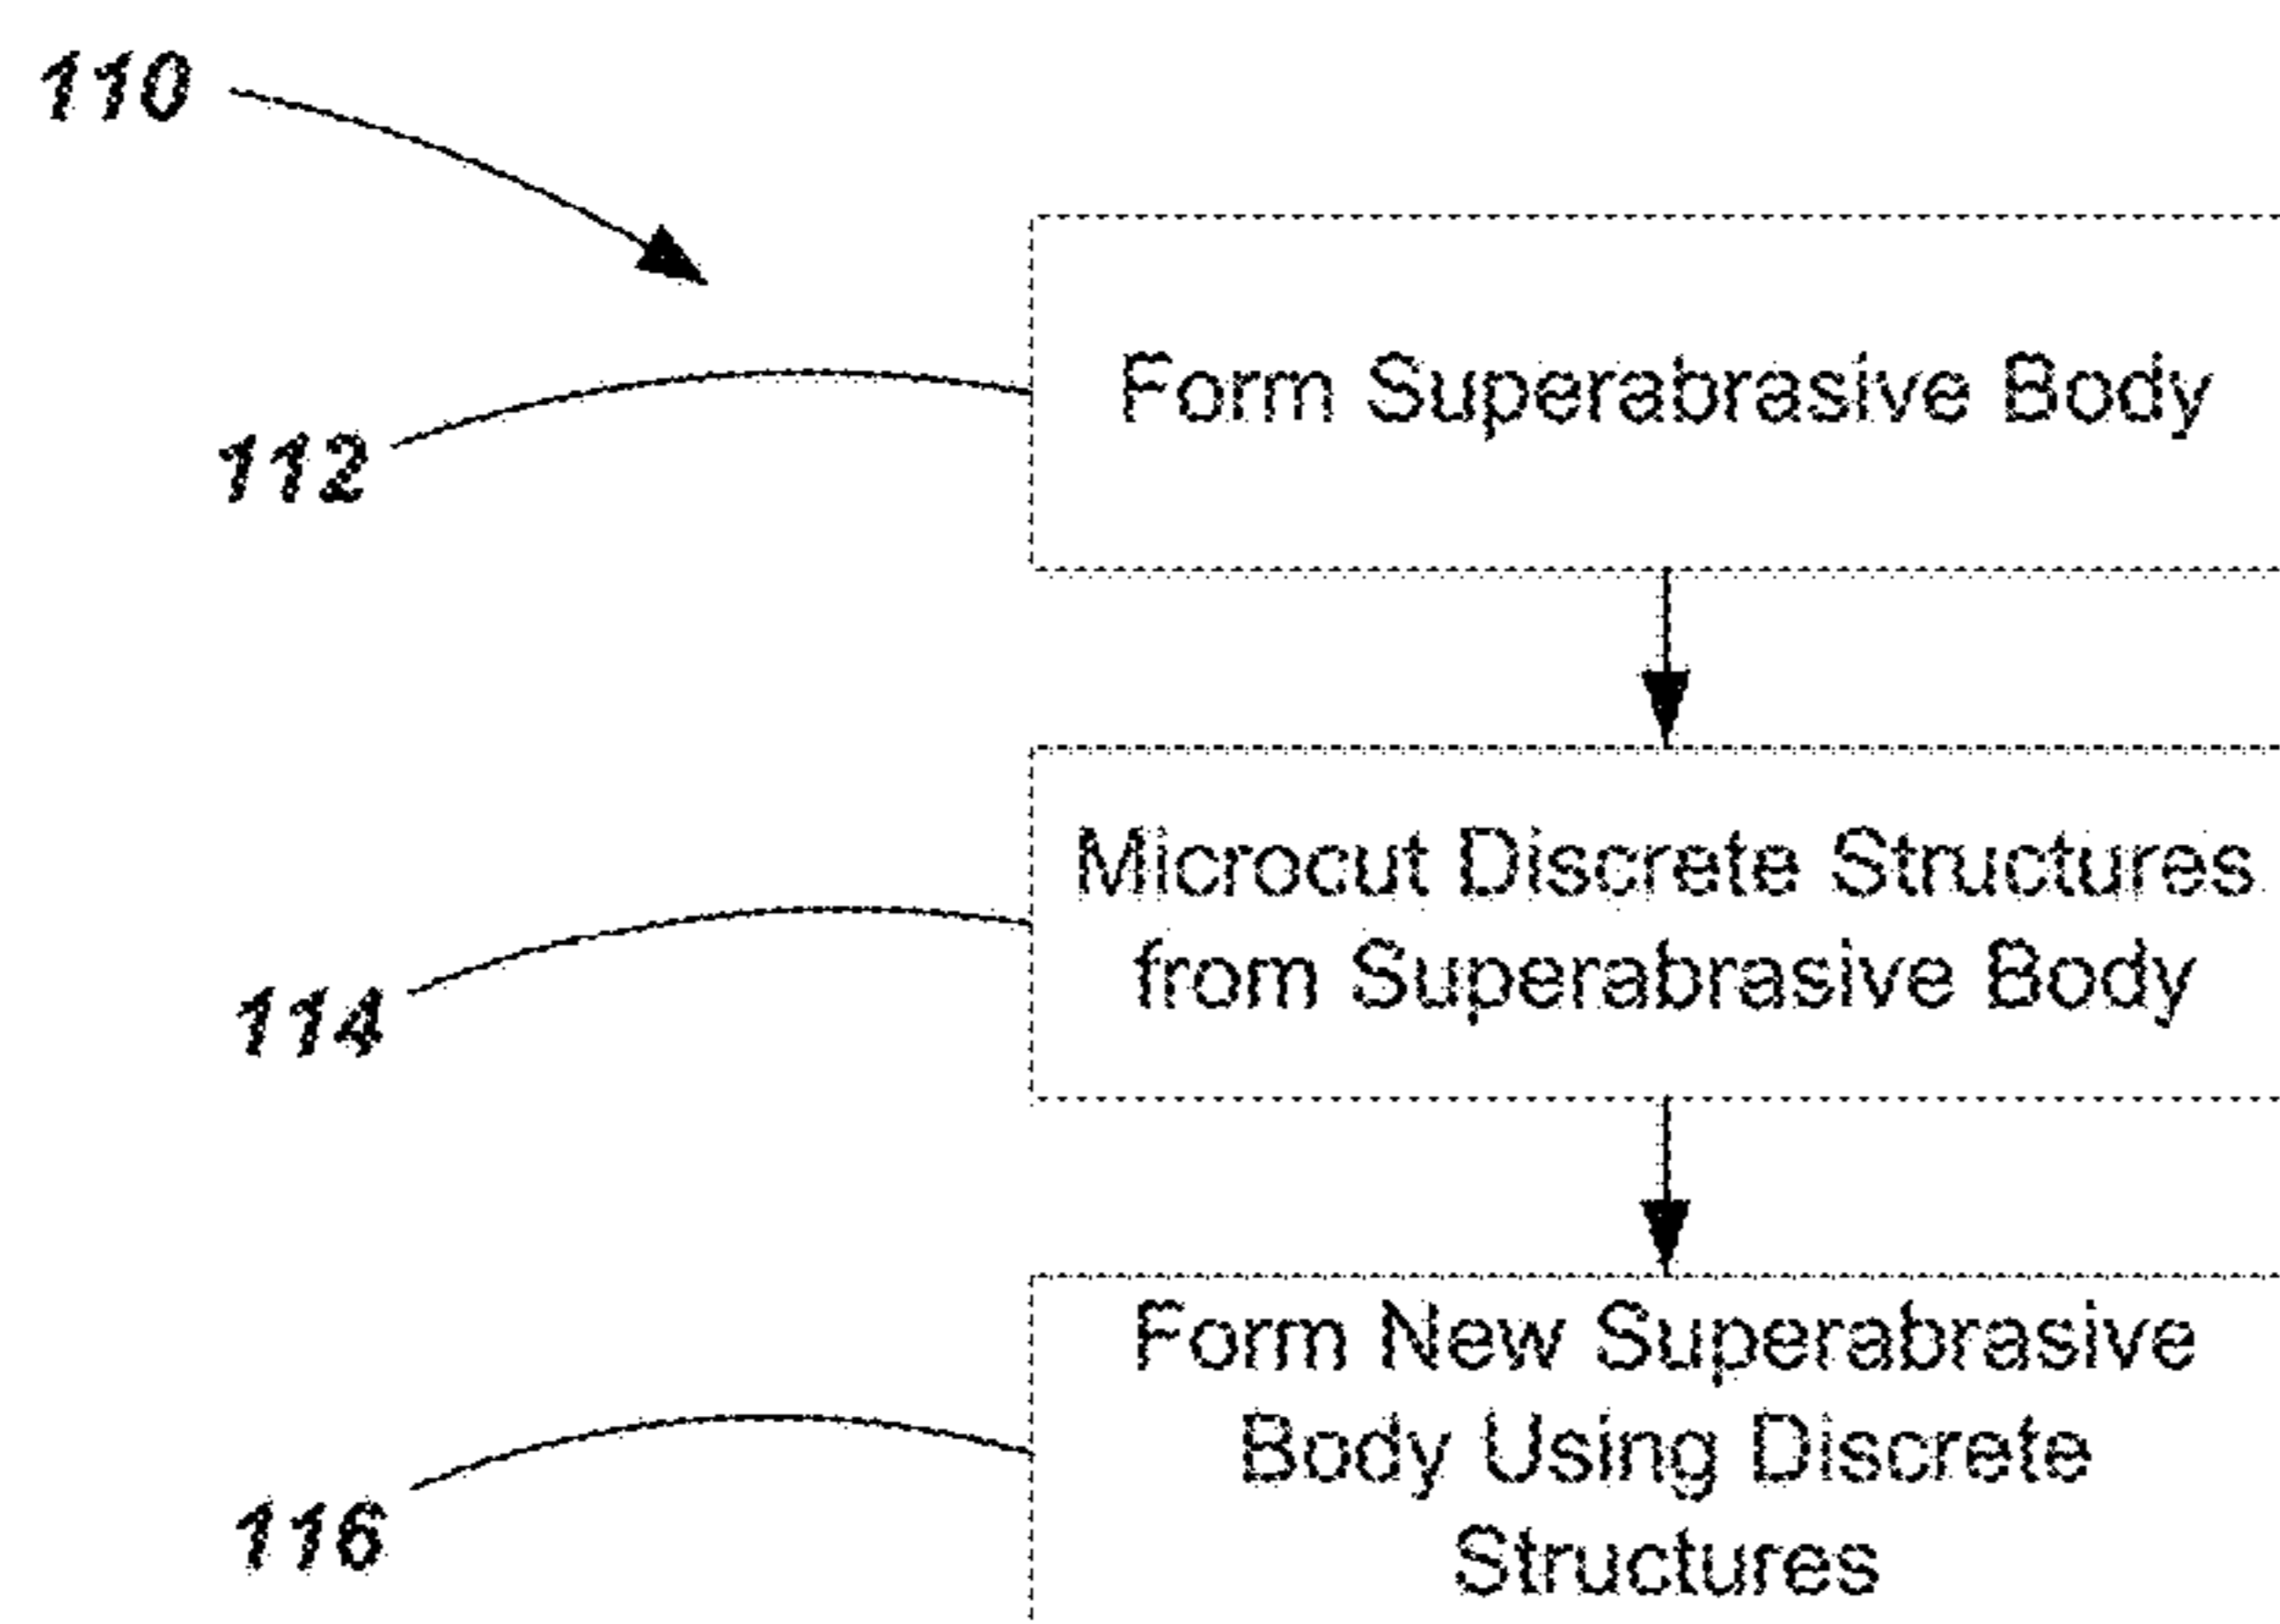 110
Form Superabrasive Body
112
Microcut Discrete Structures
from Superabrasive Body
114
Form New Superabrasive
Body Using Discrete
Structures
116